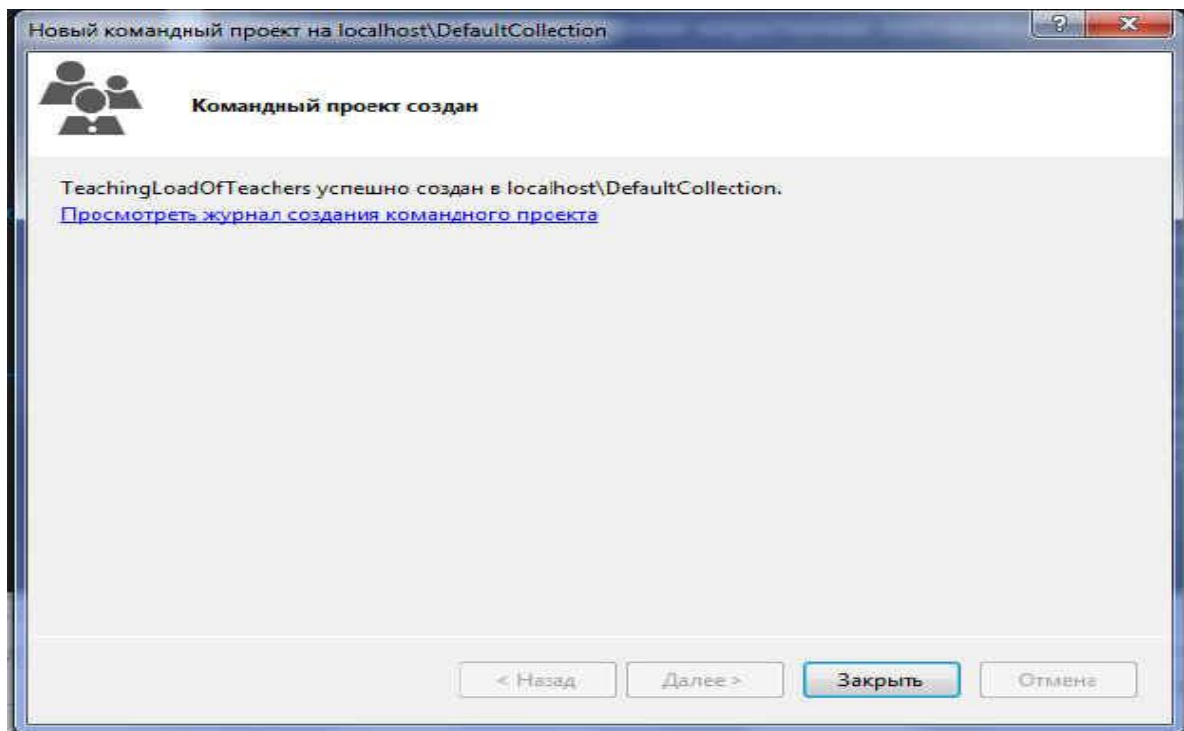 Новый командный проект на localhost\DefaultCollection
Командный проект создан
TeachingLoadOfTeachers успешно создан в localhost\DefaultCollection.
Просмотреть журнал создания командного проекта
< Назад Далее > Закрыть Отмена